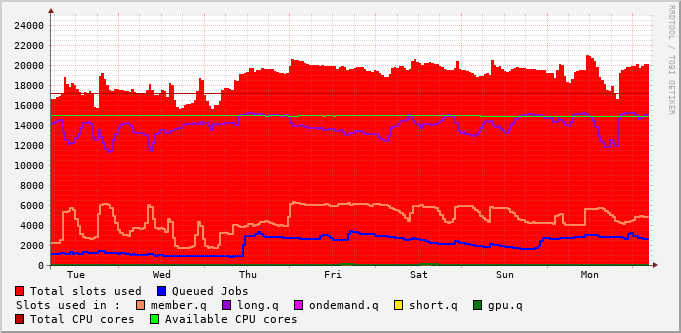 RRDTOOL / TOBI OETIKER
24000
22000
20000
18000
16000
14000
12000
10000
8000
6000
4000
2000
0
Tue Wed Thu Fri Sat Sun Mon
Total slots used Queued Jobs
Slots used in : member.q long.q ondemand.q short.q gpu.q
Total CPU cores Available CPU cores